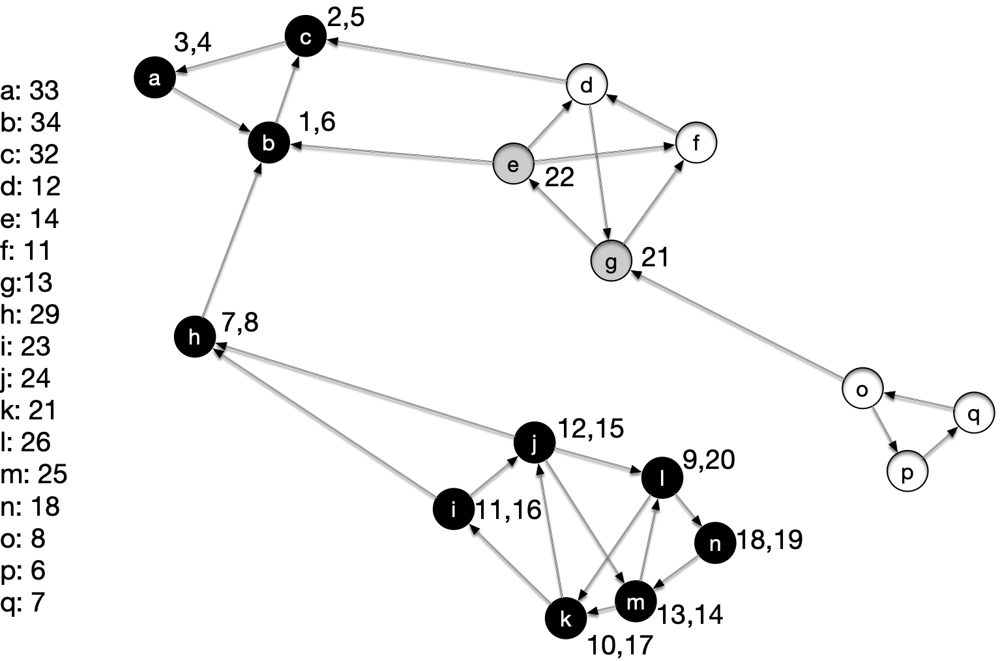 a: 33
b: 34
c: 32
d: 12
e: 14
f: 11
g:13
h: 29
i: 23
j: 24
k: 21
l: 26
m: 25
n: 18
o: 8
p: 6
q: 7
c
2,5
3,4
a
b
1,6
d
f
e
22
g
21
h
7,8
o
q
p
j
12,15
l
9,20
i
11,16
n
18,19
m
13,14
k
10,17